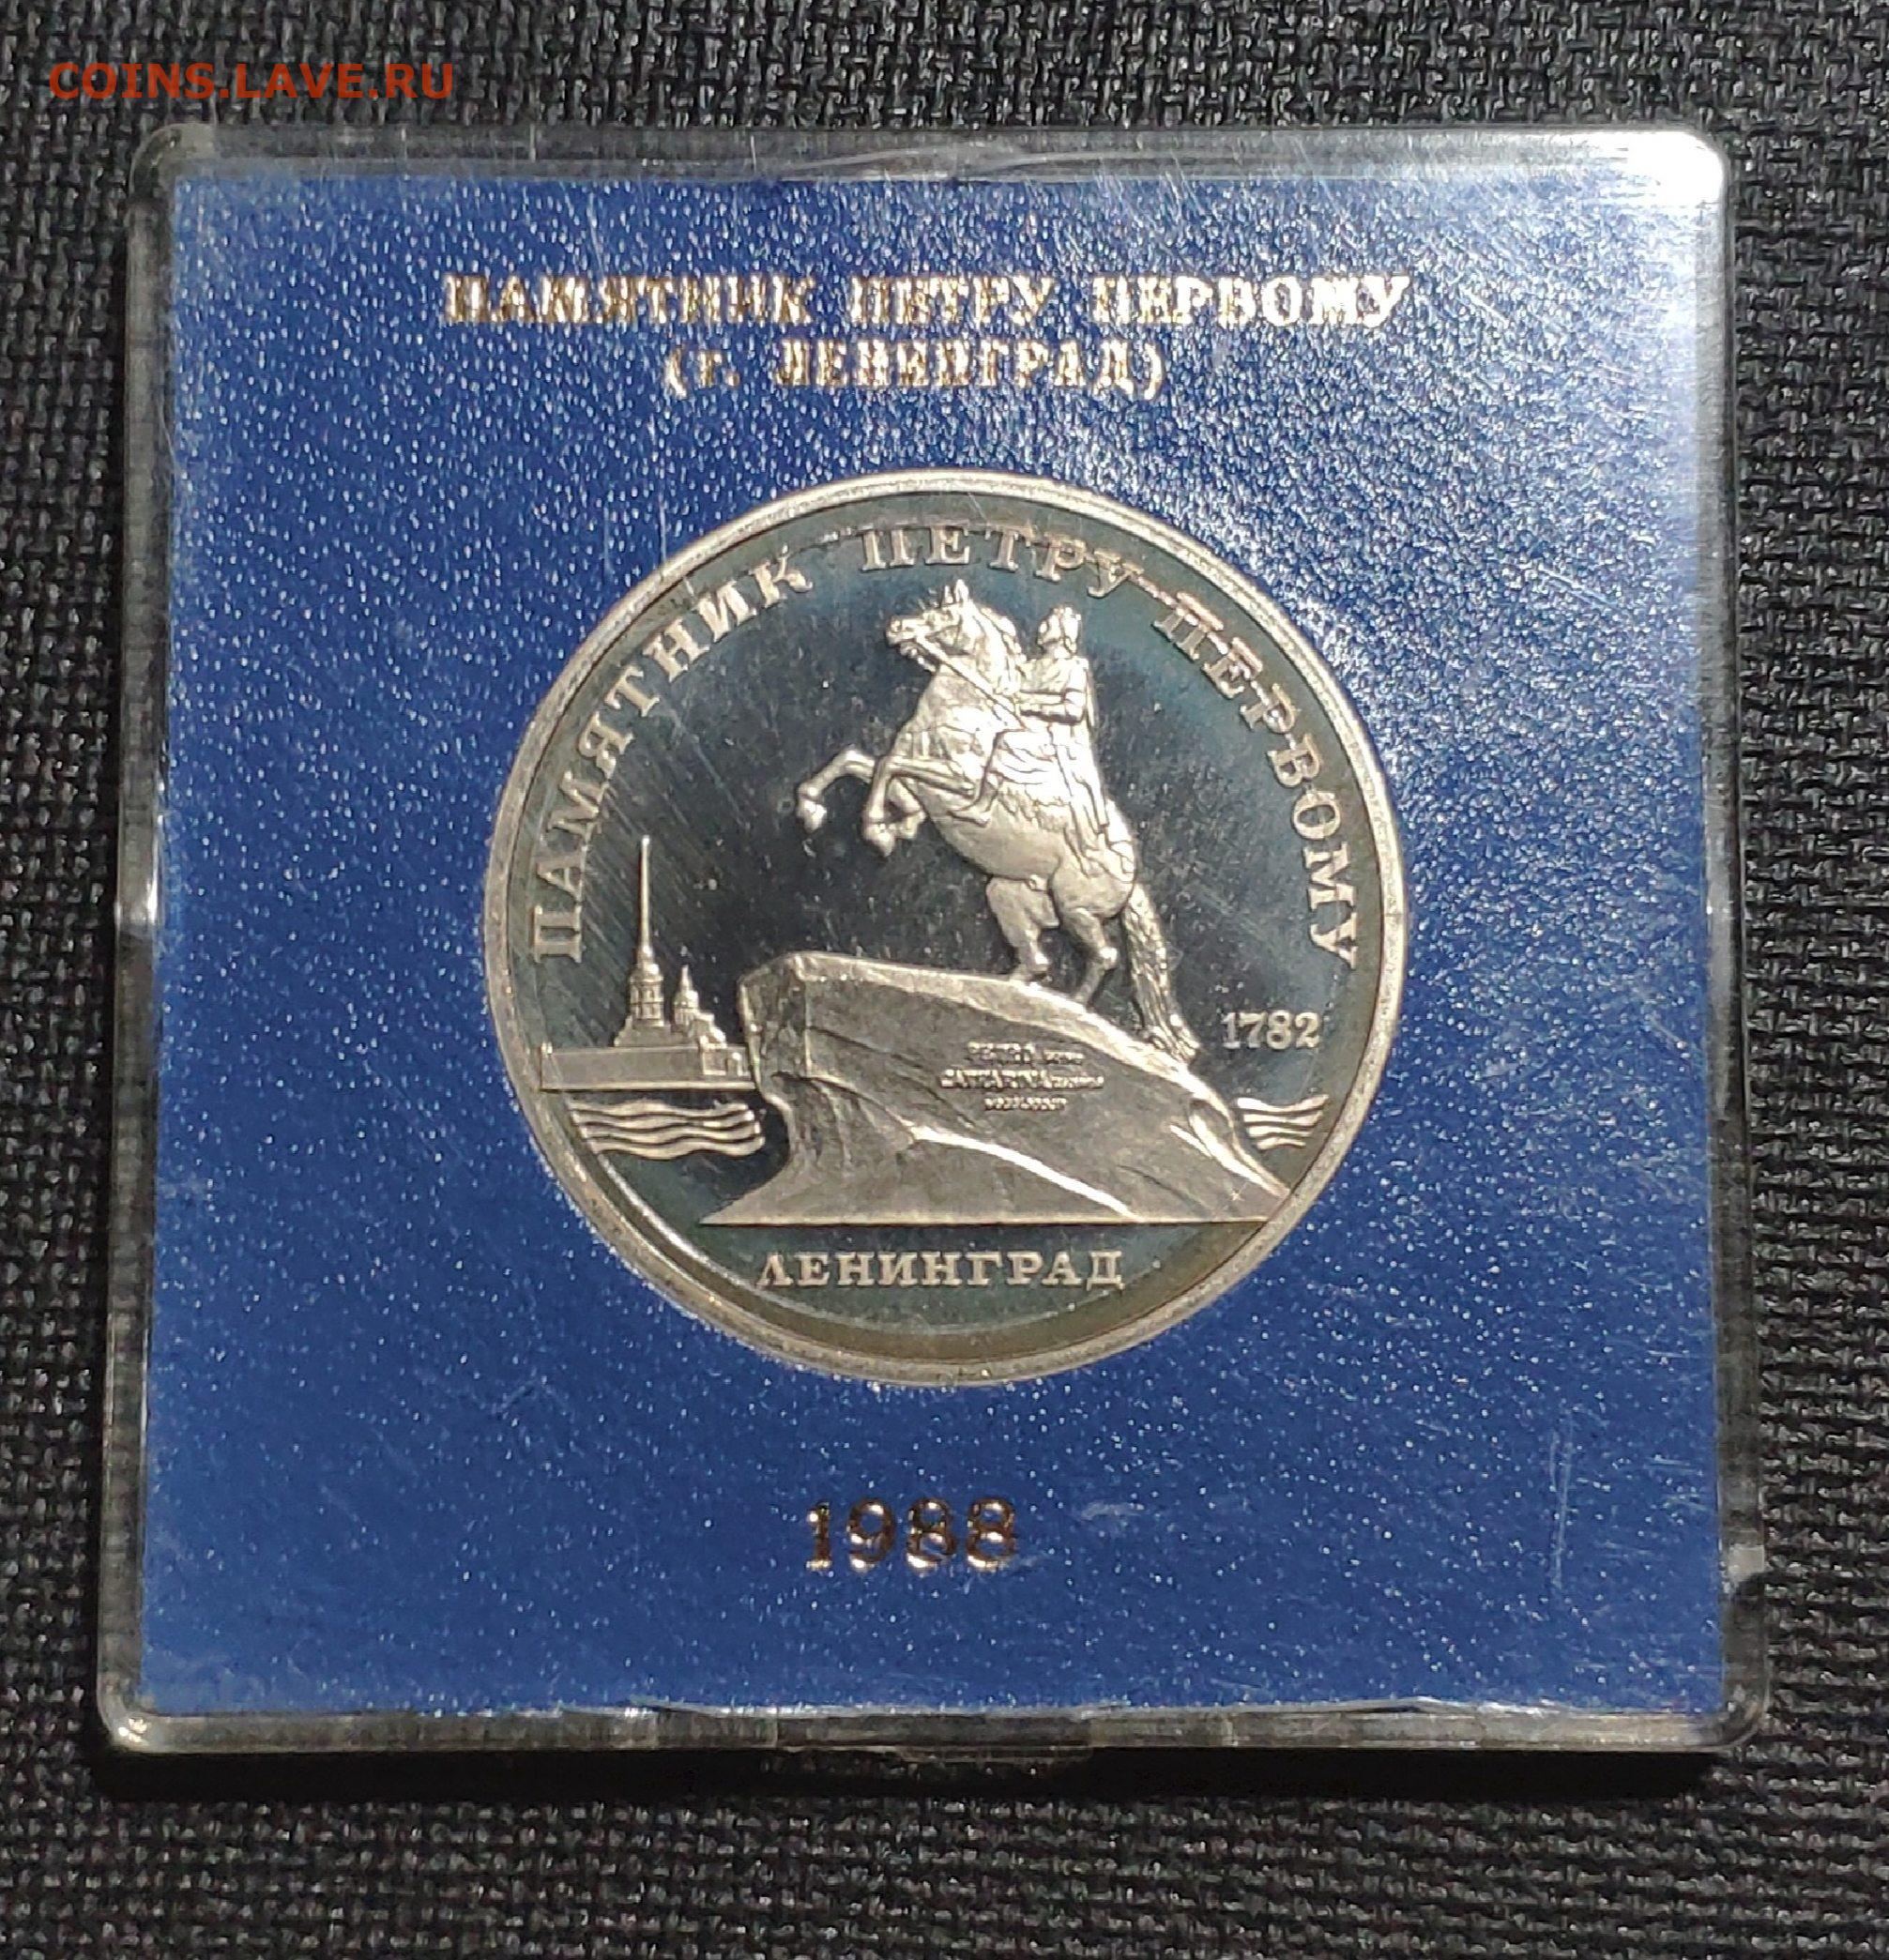 COINS.LAVE.RU
ПАМЯТНИК ПЕТРУ ПЕРВОМУ
(г. ЛЕНИНГРАД)
ПАМЯТНИК ПЕТРУ ПЕРВОМУ
1782
ЛЕНИНГРАД
1988